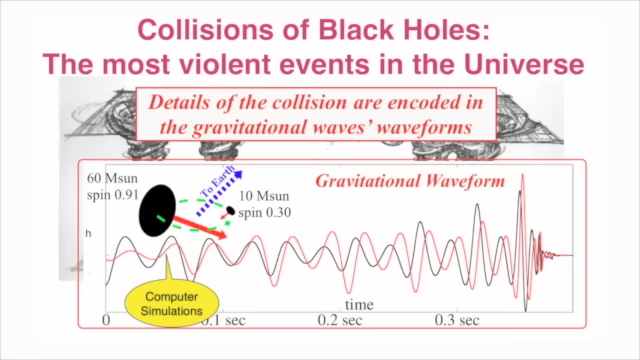 Collisions of Black Holes:
The most violent events in the Universe
Details of the collision are encoded in
the gravitational waves' waveforms
60 Msun
spin 0.91
To Earth
10 Msun
spin 0.30
Gravitational Waveform
h
Computer
Simulations
time
0
0.1 sec
0.2 sec
0.3 sec